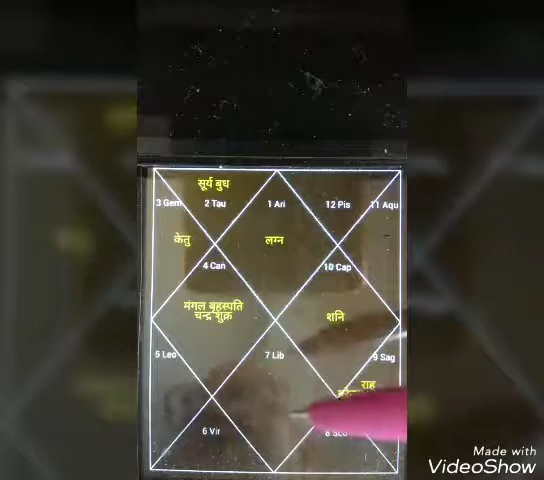 सूर्य बुध
3 Gem 2 Tau 1 Ari 12 Pis 11 Aqu
केतु लग्न
4 Can 10 Cap
मंगल बृहस्पति
चन्द्र शुक्र शनि
5 Leo 7 Lib 9 Sag
राहु
6 Vir 8 Sco
Made with
VideoShow